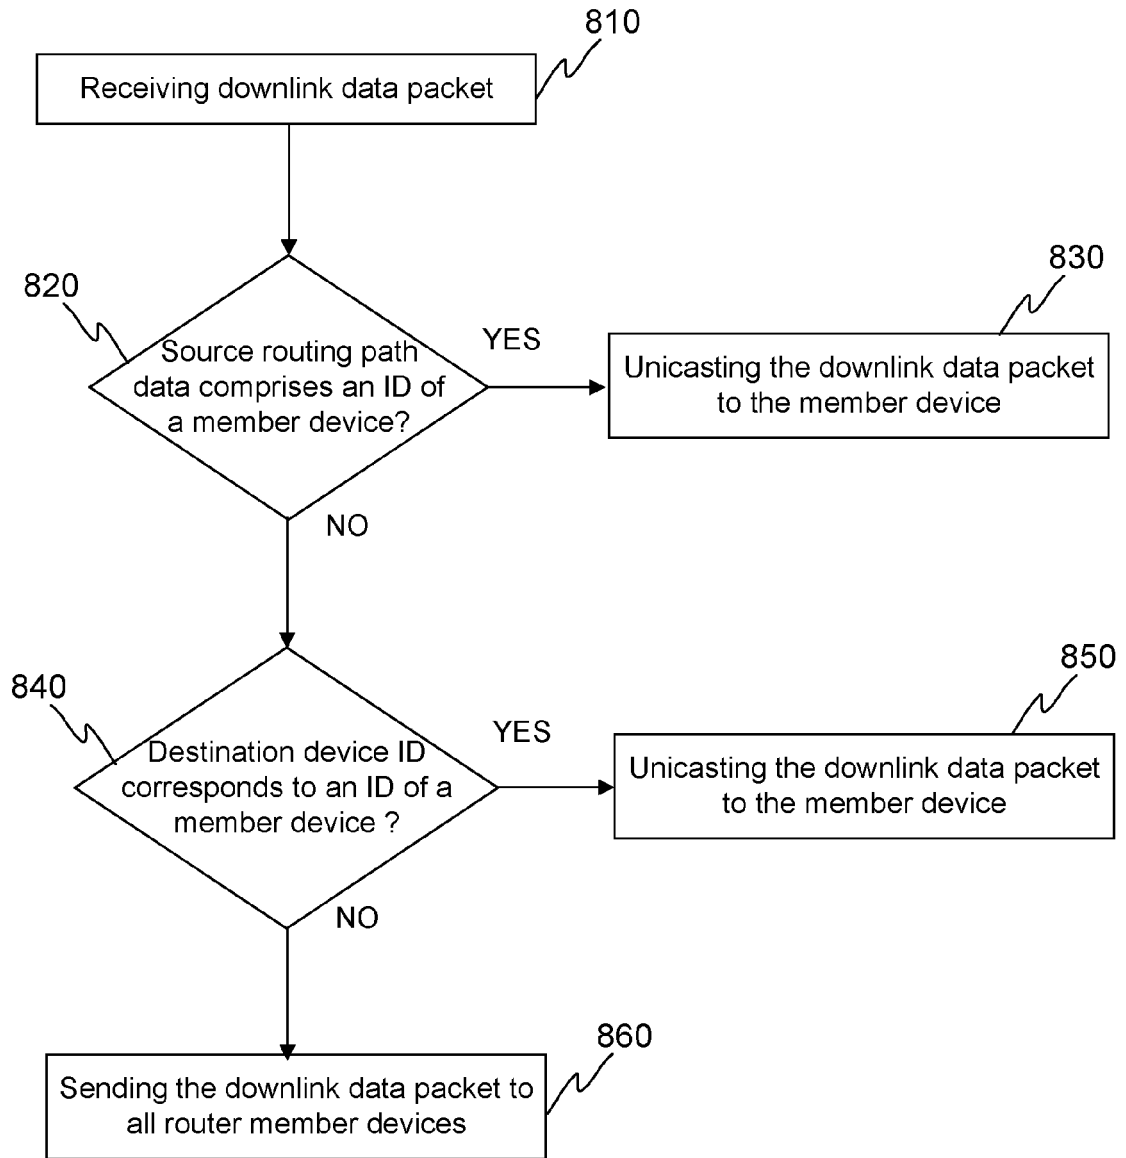 810
Receiving downlink data packet
820
Source routing path
data comprises an ID of
a member device?
YES
830
Unicasting the downlink data packet
to the member device
NO
840
Destination device ID
corresponds to an ID of a
member device ?
YES
850
Unicasting the downlink data packet
to the member device
NO
860
Sending the downlink data packet to
all router member devices